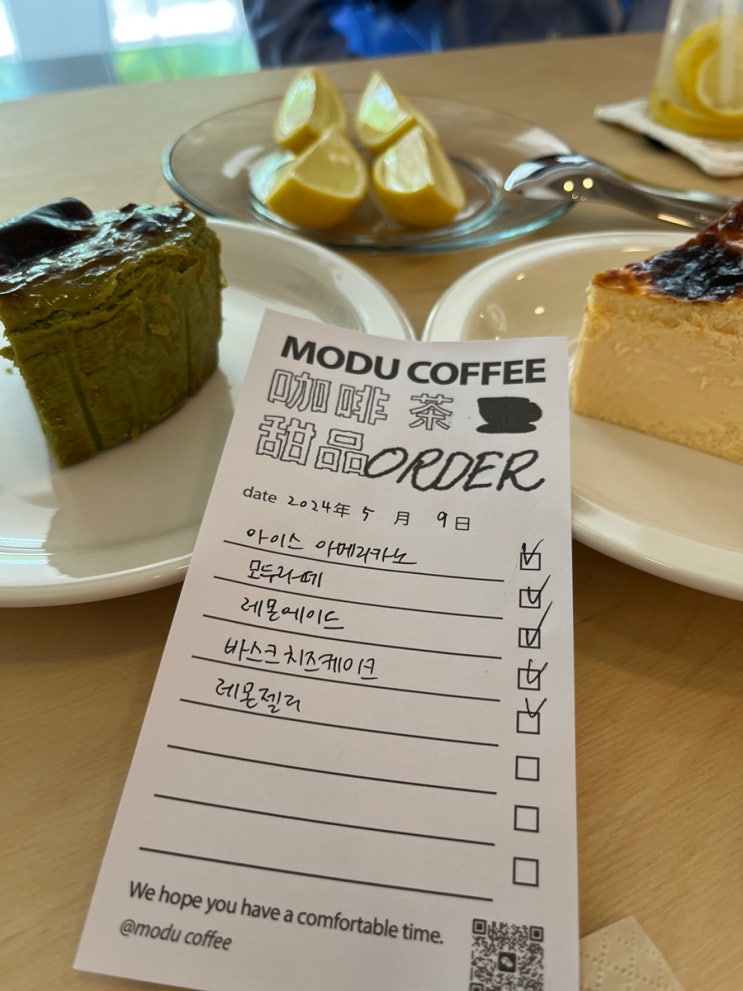 MODU COFFEE
咖啡 茶
甜品ORDER
date 2024年 5 月 9日
아이스 아메리카노
모두라떼
레몬에이드
바스크치즈케이크
레몬젤리
We hope you have a comfortable time.
@modu coffee